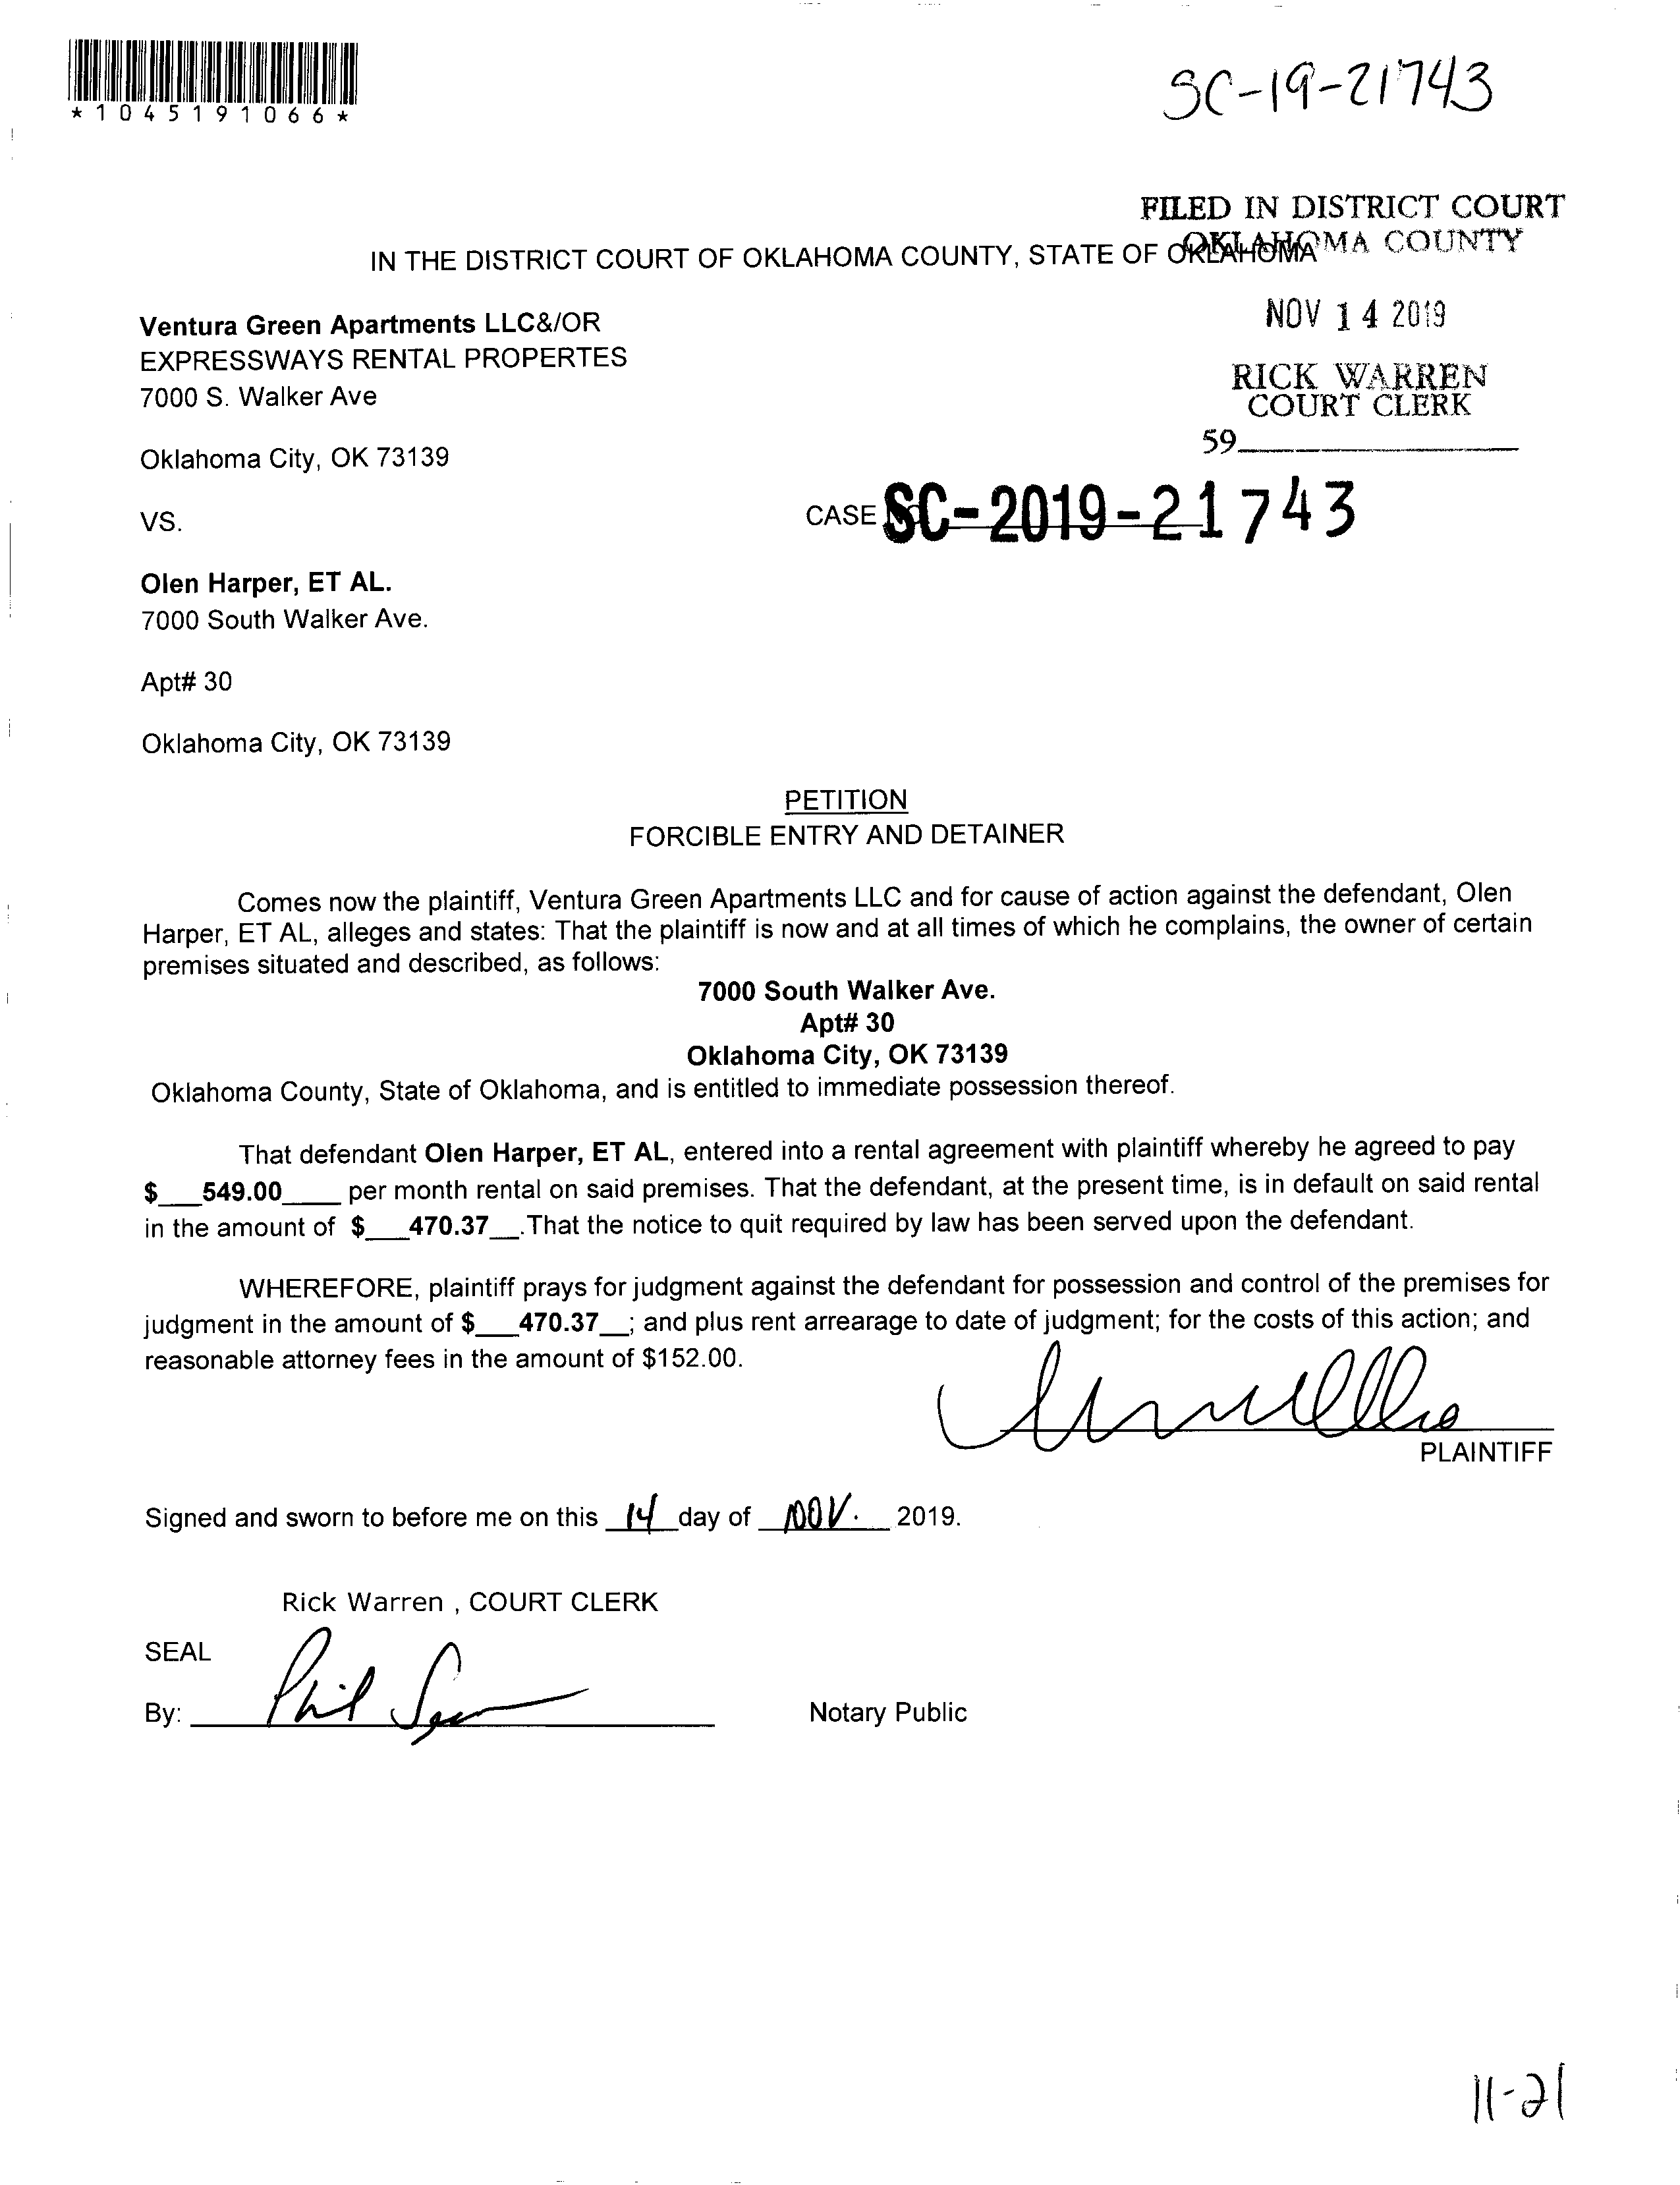 *1045191066*
SC-19-21743
FILED IN DISTRICT COURT
OKLAHOMA COUNTY
IN THE DISTRICT COURT OF OKLAHOMA COUNTY, STATE OF OKLAHOMA
NOV 14 2019
RICK WARREN
COURT CLERK
59
Ventura Green Apartments LLC&/OR
EXPRESSWAYS RENTAL PROPERTES
7000 S. Walker Ave
Oklahoma City, OK 73139
VS.
CASE SC-2019-21743
Olen Harper, ET AL.
7000 South Walker Ave.
Apt# 30
Oklahoma City, OK 73139
PETITION
FORCIBLE ENTRY AND DETAINER
Comes now the plaintiff, Ventura Green Apartments LLC and for cause of action against the defendant, Olen
Harper, ET AL, alleges and states: That the plaintiff is now and at all times of which he complains, the owner of certain
premises situated and described, as follows:
7000 South Walker Ave.
Apt# 30
Oklahoma City, OK 73139
Oklahoma County, State of Oklahoma, and is entitled to immediate possession thereof.
That defendant Olen Harper, ET AL, entered into a rental agreement with plaintiff whereby he agreed to pay
$___549.00____ per month rental on said premises. That the defendant, at the present time, is in default on said rental
in the amount of $___470.37__.That the notice to quit required by law has been served upon the defendant.
WHEREFORE, plaintiff prays for judgment against the defendant for possession and control of the premises for
judgment in the amount of $___470.37__; and plus rent arrearage to date of judgment; for the costs of this action; and
reasonable attorney fees in the amount of $152.00.
PLAINTIFF
Signed and sworn to before me on this 14 day of NOV. 2019.
Rick Warren , COURT CLERK
SEAL
By: Phil
Notary Public
11-21